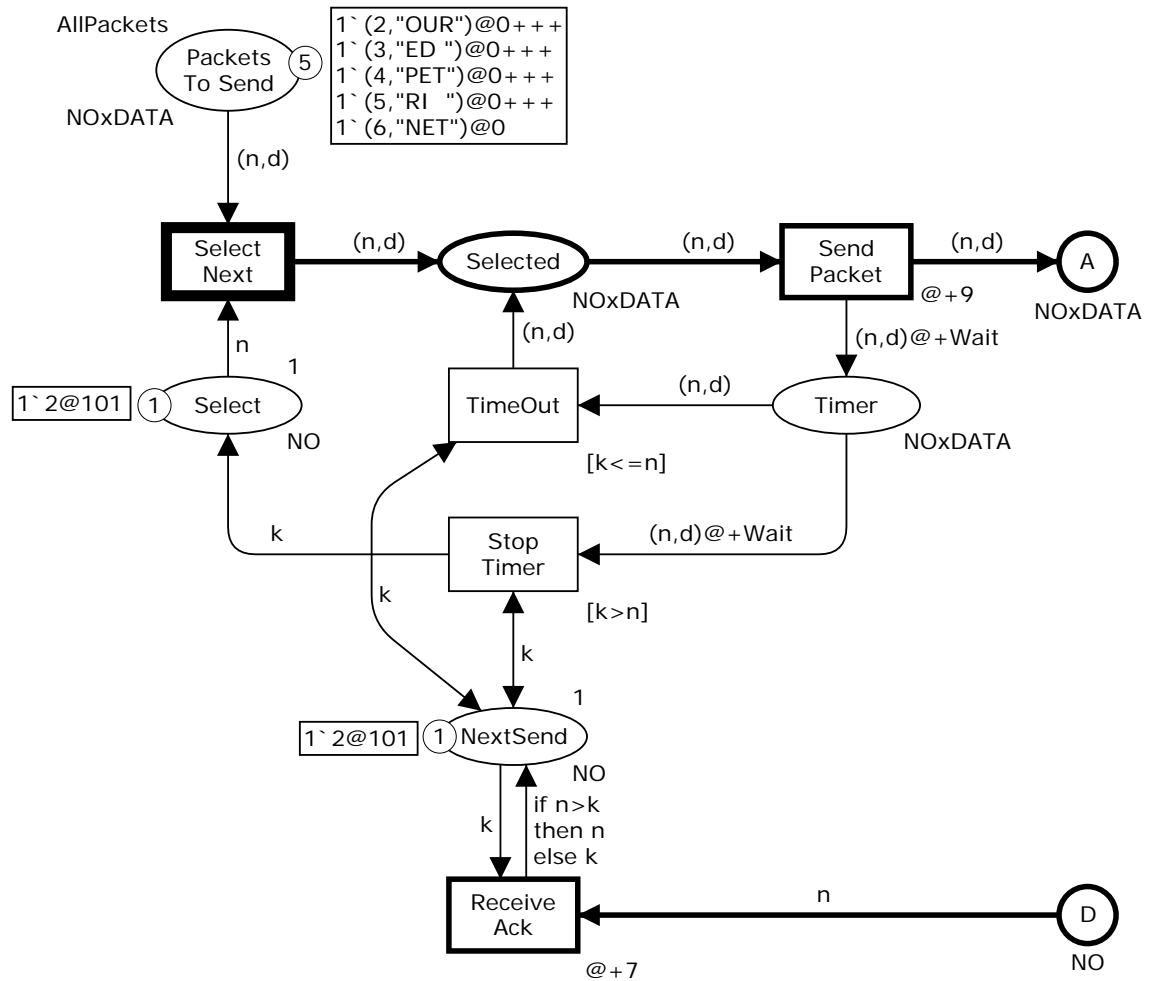 AllPackets
Packets
To Send
5
1`(2,"OUR")@0+++
1`(3,"ED ")@0+++
1`(4,"PET")@0+++
1`(5,"RI  ")@0+++
1`(6,"NET")@0
NOxDATA
(n,d)
Select
Next
(n,d)
Selected
NOxDATA
(n,d)
Send
Packet
@+9
(n,d)
A
NOxDATA
n
(n,d)
(n,d)@+Wait
1
1`2@101
1
Select
NO
TimeOut
[k<=n]
(n,d)
Timer
NOxDATA
k
Stop
Timer
[k>n]
(n,d)@+Wait
k
k
1
1`2@101
1
NextSend
NO
k
if n>k
then n
else k
Receive
Ack
@+7
n
D
NO